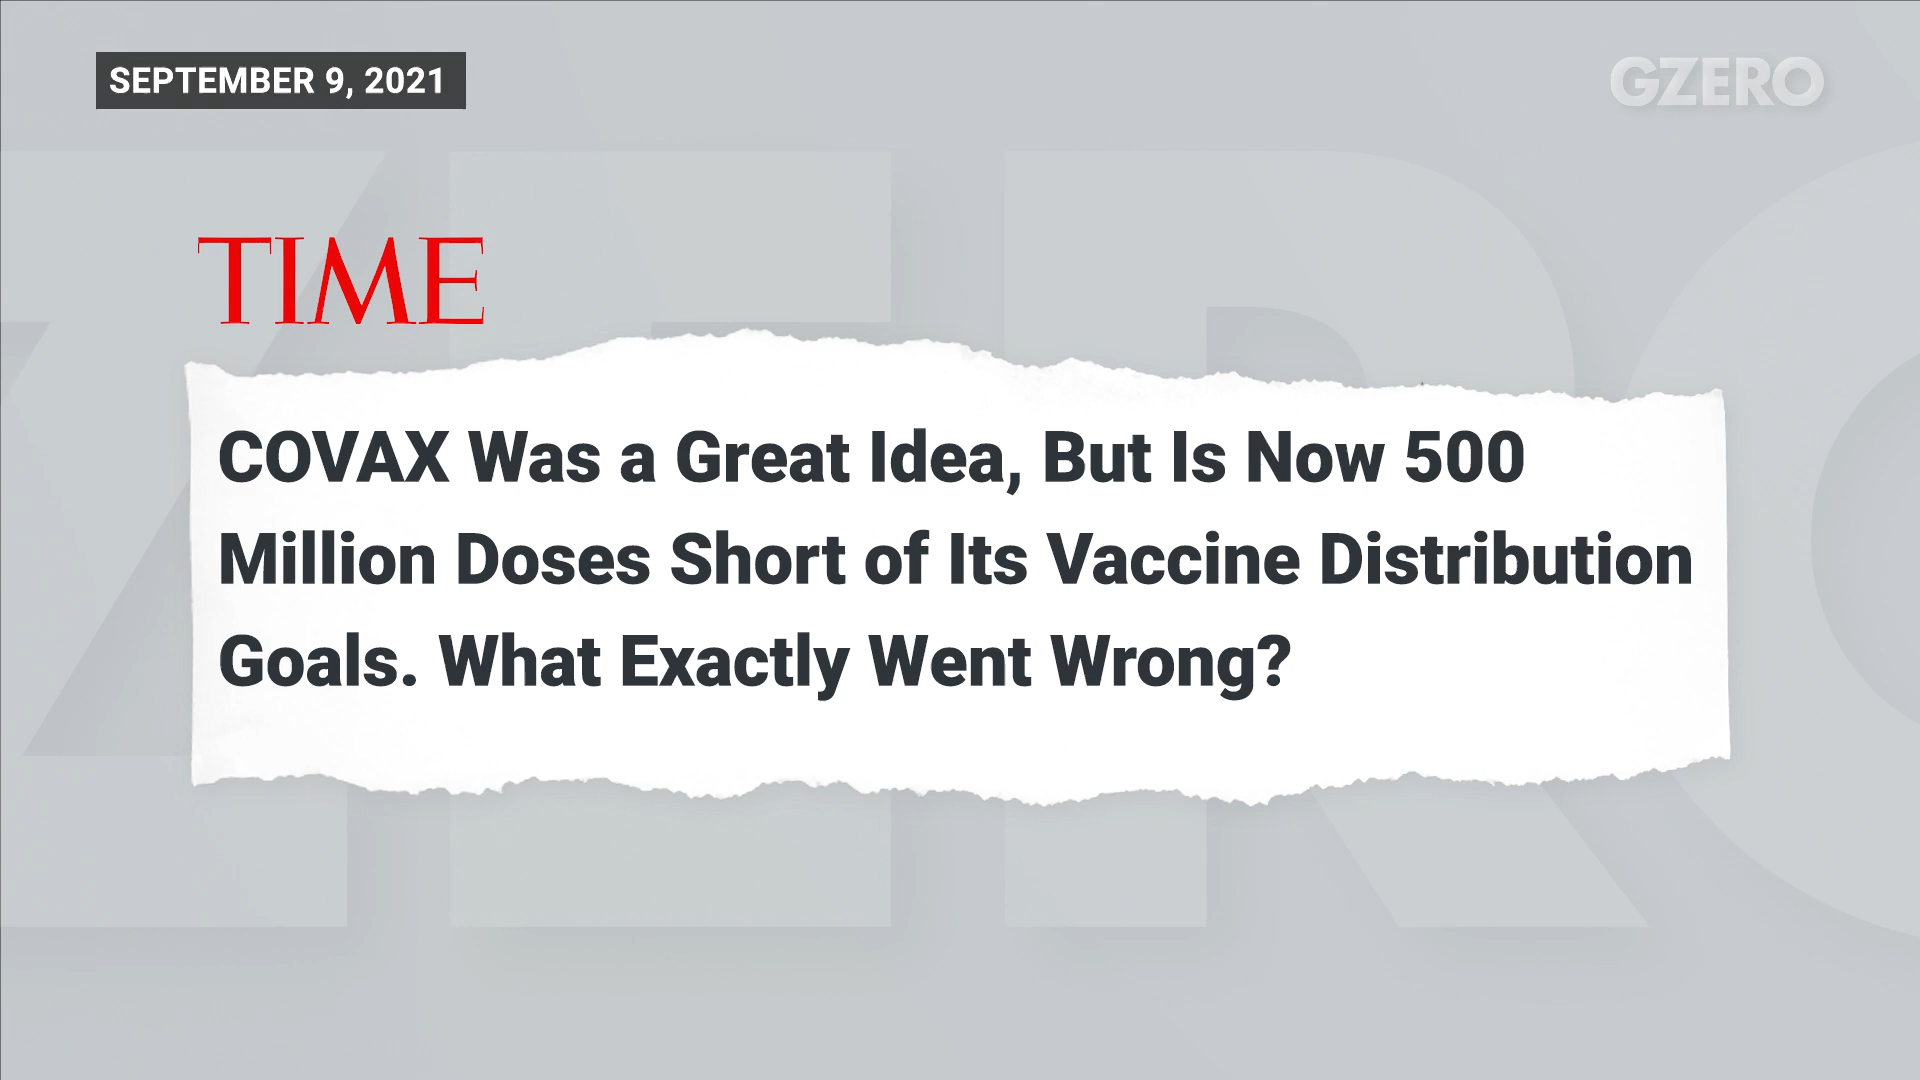 SEPTEMBER 9, 2021
GZERO
TIME
COVAX Was a Great Idea, But Is Now 500
Million Doses Short of Its Vaccine Distribution
Goals. What Exactly Went Wrong?